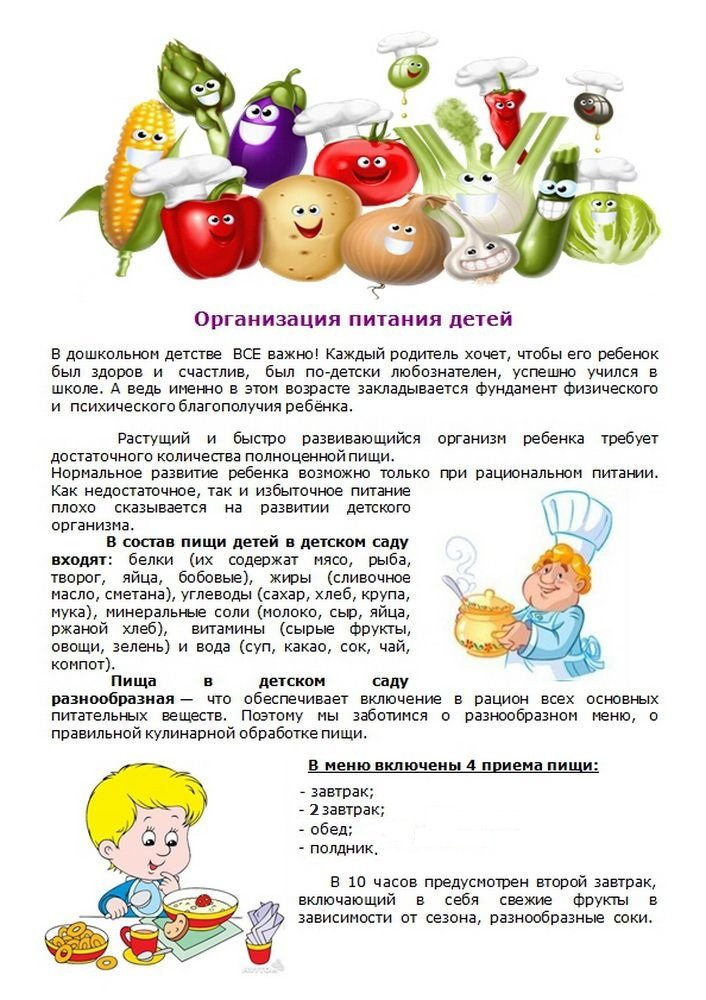 Организация питания детей
В дошкольном детстве ВСЕ важно! Каждый родитель хочет, чтобы его ребенок
был здоров и счастлив, был по-детски любознателен, успешно учился в
школе. А ведь именно в этом возрасте закладывается фундамент физического
и психического благополучия ребёнка.
Растущий и быстро развивающийся организм ребенка требует
достаточного количества полноценной пищи.
Нормальное развитие ребенка возможно только при рациональном питании.
Как недостаточное, так и избыточное питание
плохо сказывается на развитии детского
организма.
В состав пищи детей в детском саду
входят: белки (их содержат мясо, рыба,
творог, яйца, бобовые), жиры (сливочное
масло, сметана), углеводы (сахар, хлеб, крупа,
мука), минеральные соли (молоко, сыр, яйца,
ржаной хлеб), витамины (сырые фрукты,
овощи, зелень) и вода (суп, какао, сок, чай,
компот).
Пища в детском саду
разнообразная — что обеспечивает включение в рацион всех основных
питательных веществ. Поэтому мы заботимся о разнообразном меню, о
правильной кулинарной обработке пищи.
В меню включены 4 приема пищи:
- завтрак;
- 2 завтрак;
- обед;
- полдник.
В 10 часов предусмотрен второй завтрак,
включающий в себя свежие фрукты в
зависимости от сезона, разнообразные соки.